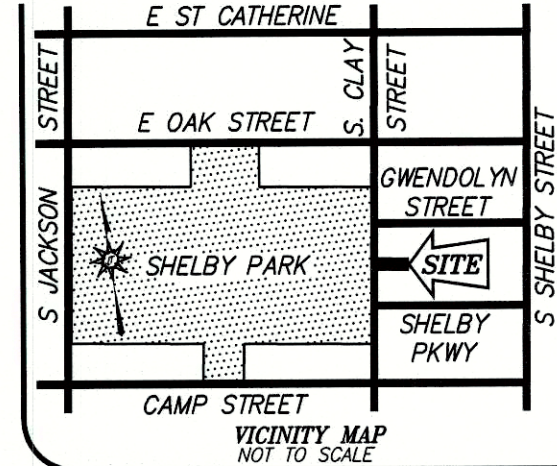 E ST CATHERINE
STREET
S. CLAY
STREET
E OAK STREET
S JACKSON
GWENDOLYN
STREET
S SHELBY STREET
SHELBY PARK
SITE
SHELBY
PKWY
CAMP STREET
VICINITY MAP
NOT TO SCALE